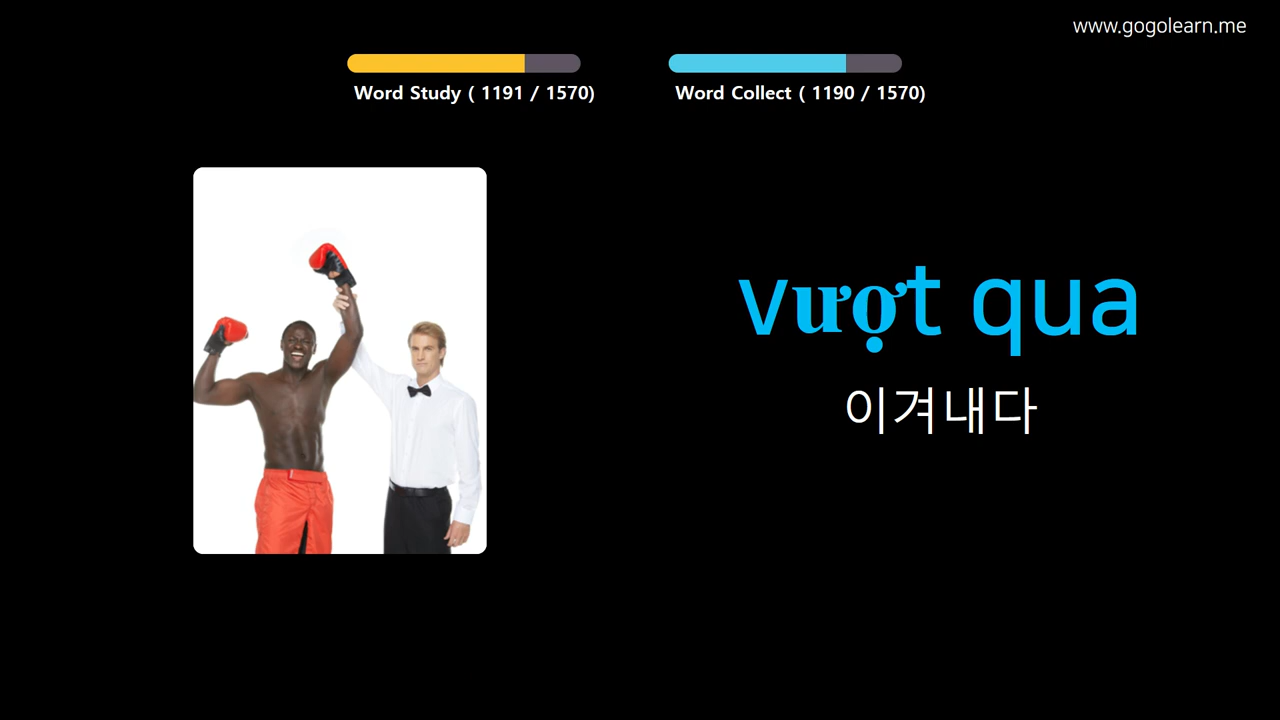 www.gogolearn.me
Word Study ( 1191 / 1570)
Word Collect ( 1190 / 1570)
vượt qua
이겨내다